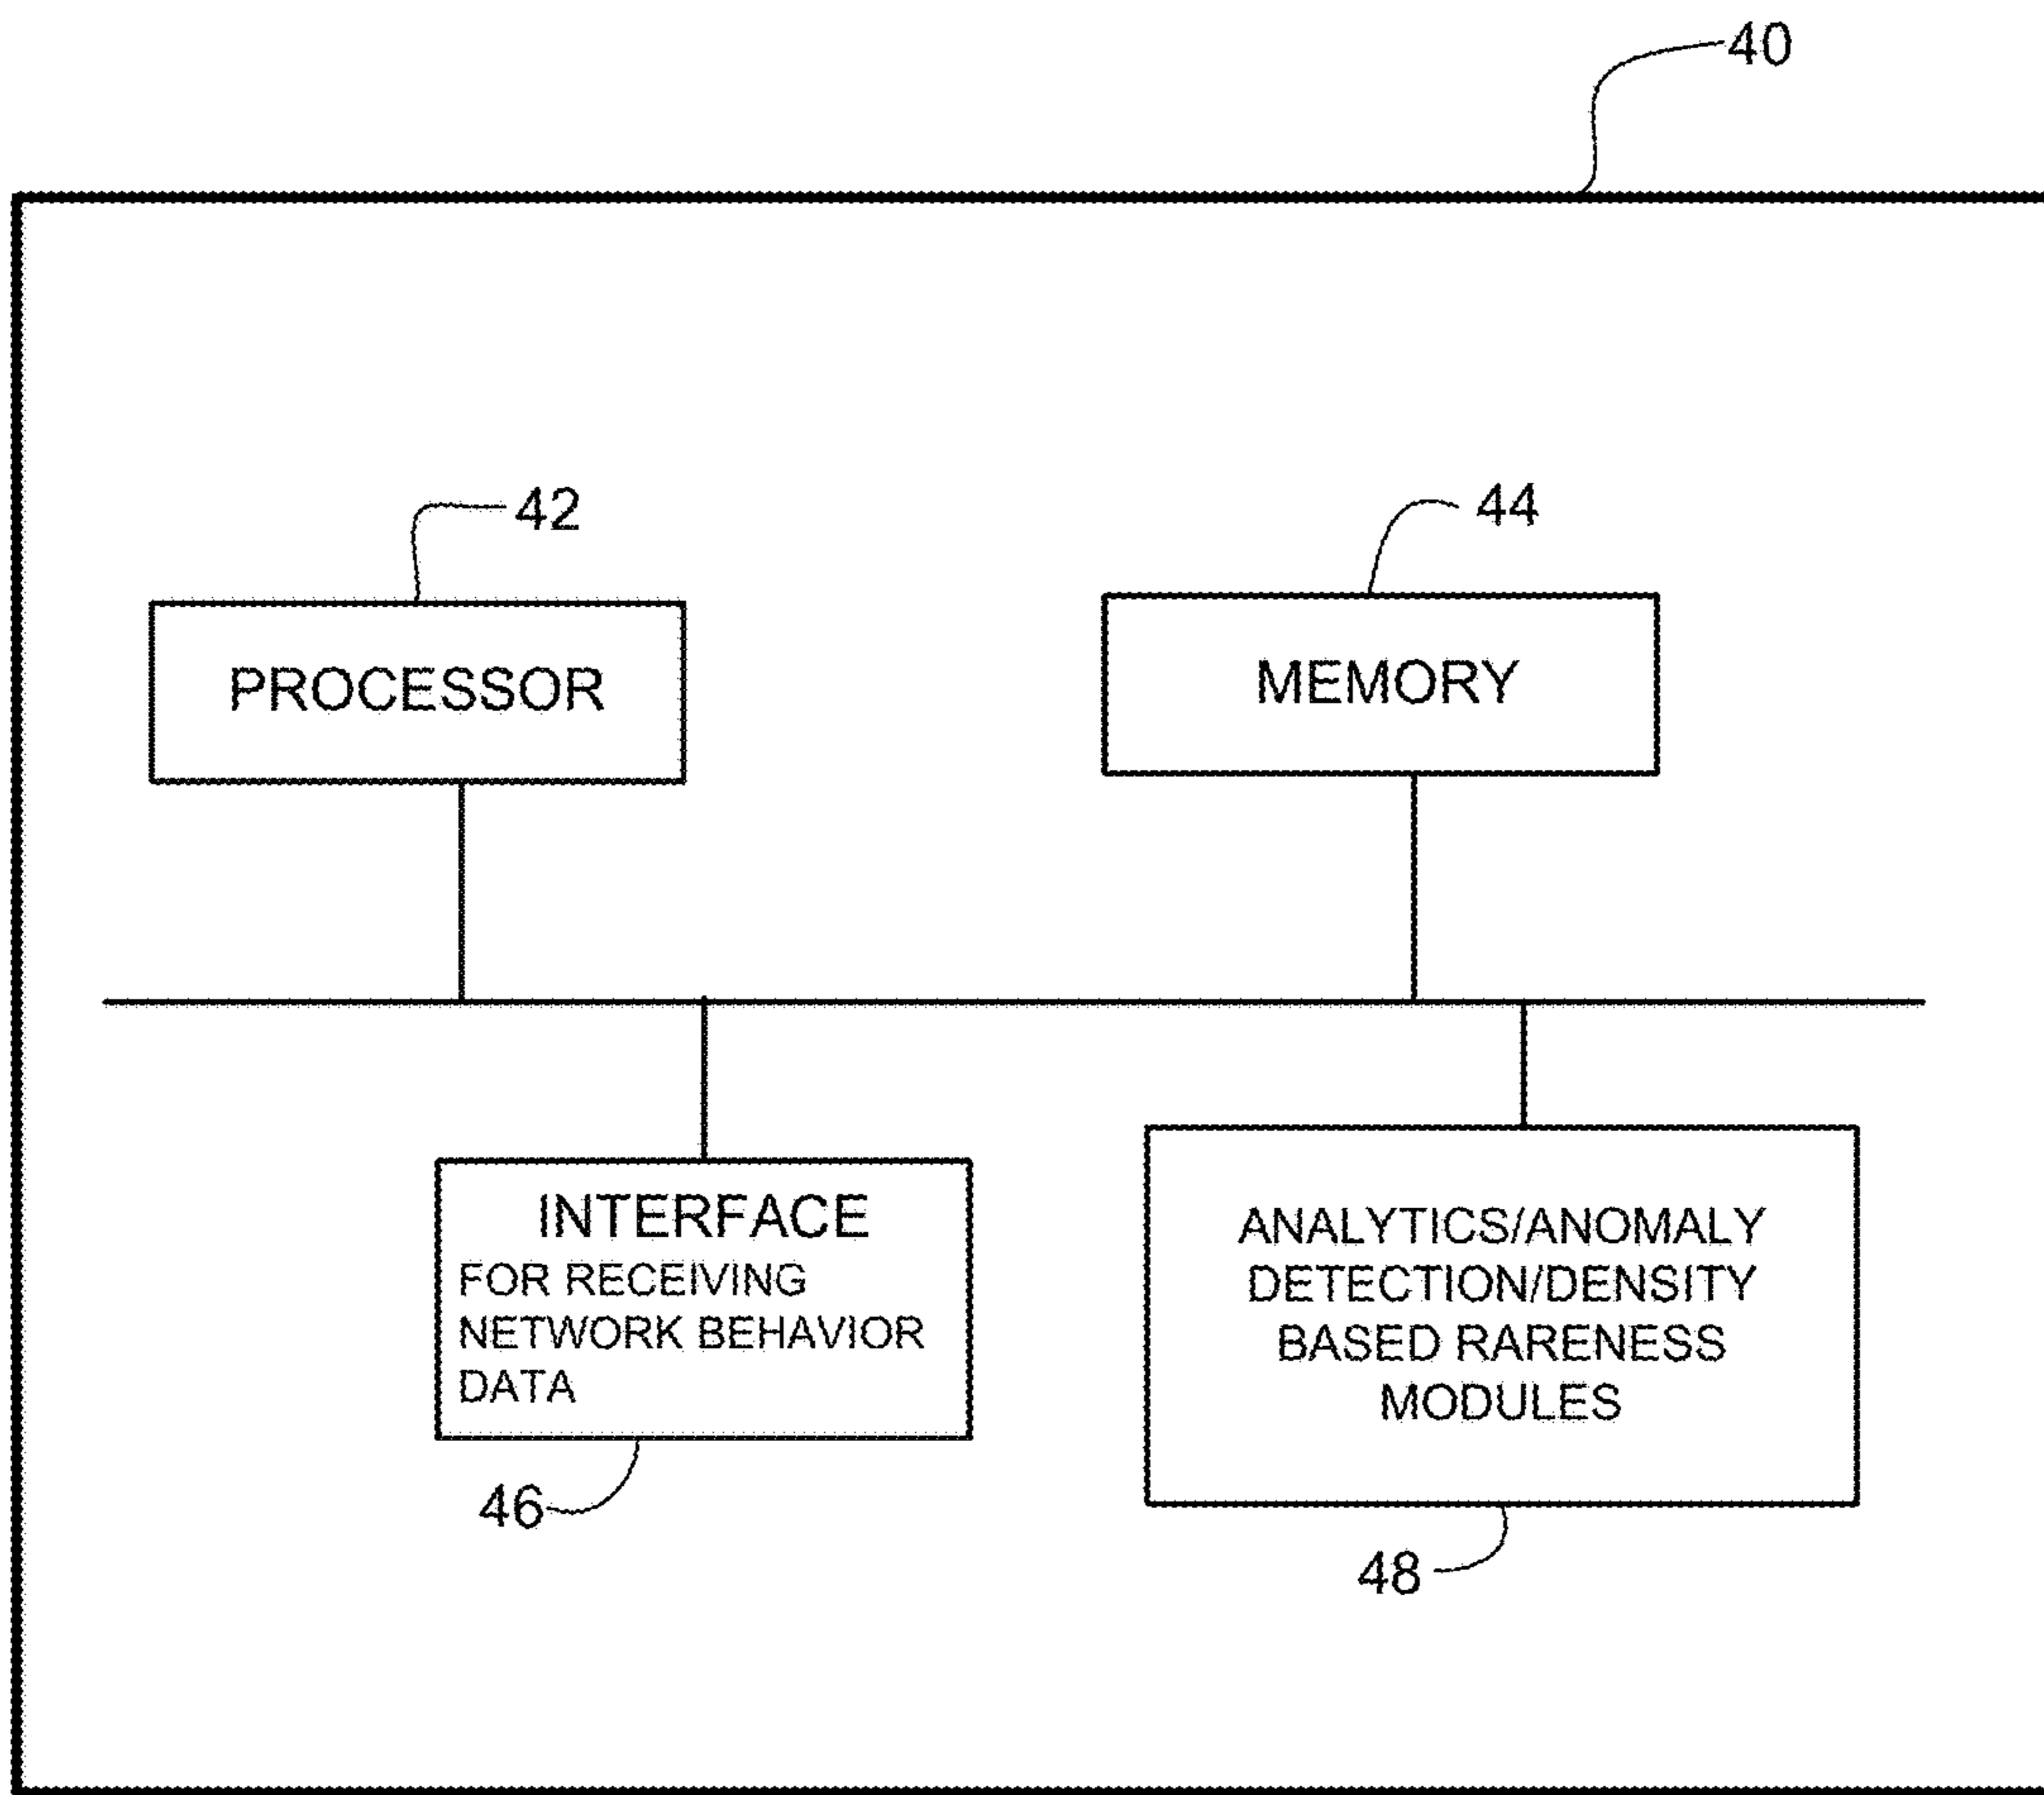 40
42
44
PROCESSOR
MEMORY
INTERFACE
FOR RECEIVING
NETWORK BEHAVIOR
DATA
46
ANALYTICS/ANOMALY
DETECTION/DENSITY
BASED RARENESS
MODULES
48